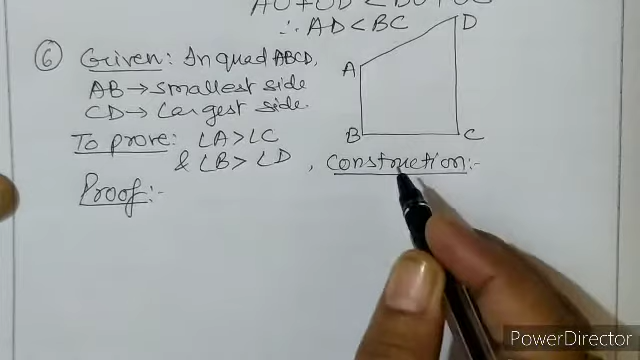 ∴ AD < BC
D
⑥ Given: In quad ABCD,
A
AB → smallest side
CD → Largest side.
B
C
To prove: ∠A > ∠C
& ∠B > ∠D , Construction:-
Proof:-
PowerDirector